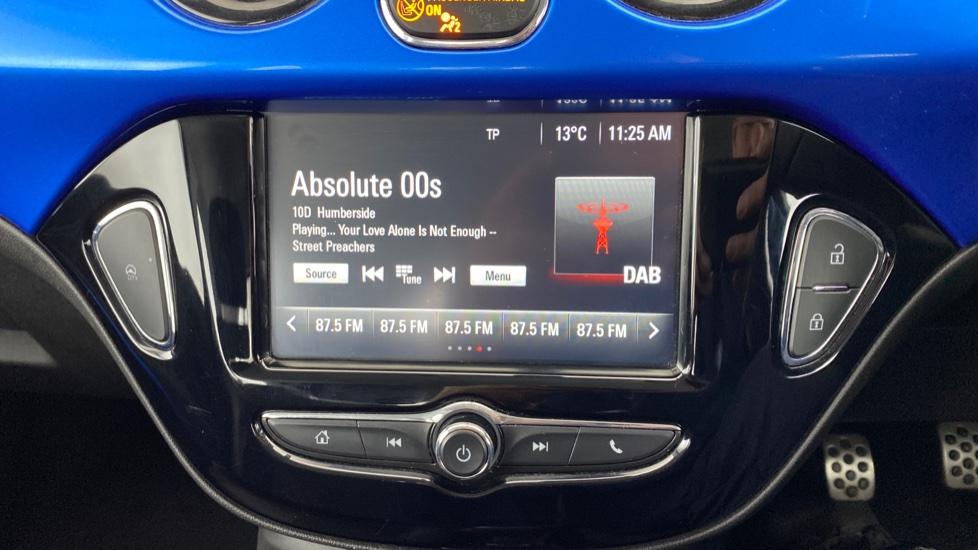 ON
2
TP 13°C 11:25 AM
Absolute 00s
10D Humberside
Playing... Your Love Alone Is Not Enough --
Street Preachers
Source Tune Menu
DAB
87.5 FM 87.5 FM 87.5 FM 87.5 FM 87.5 FM
CITY